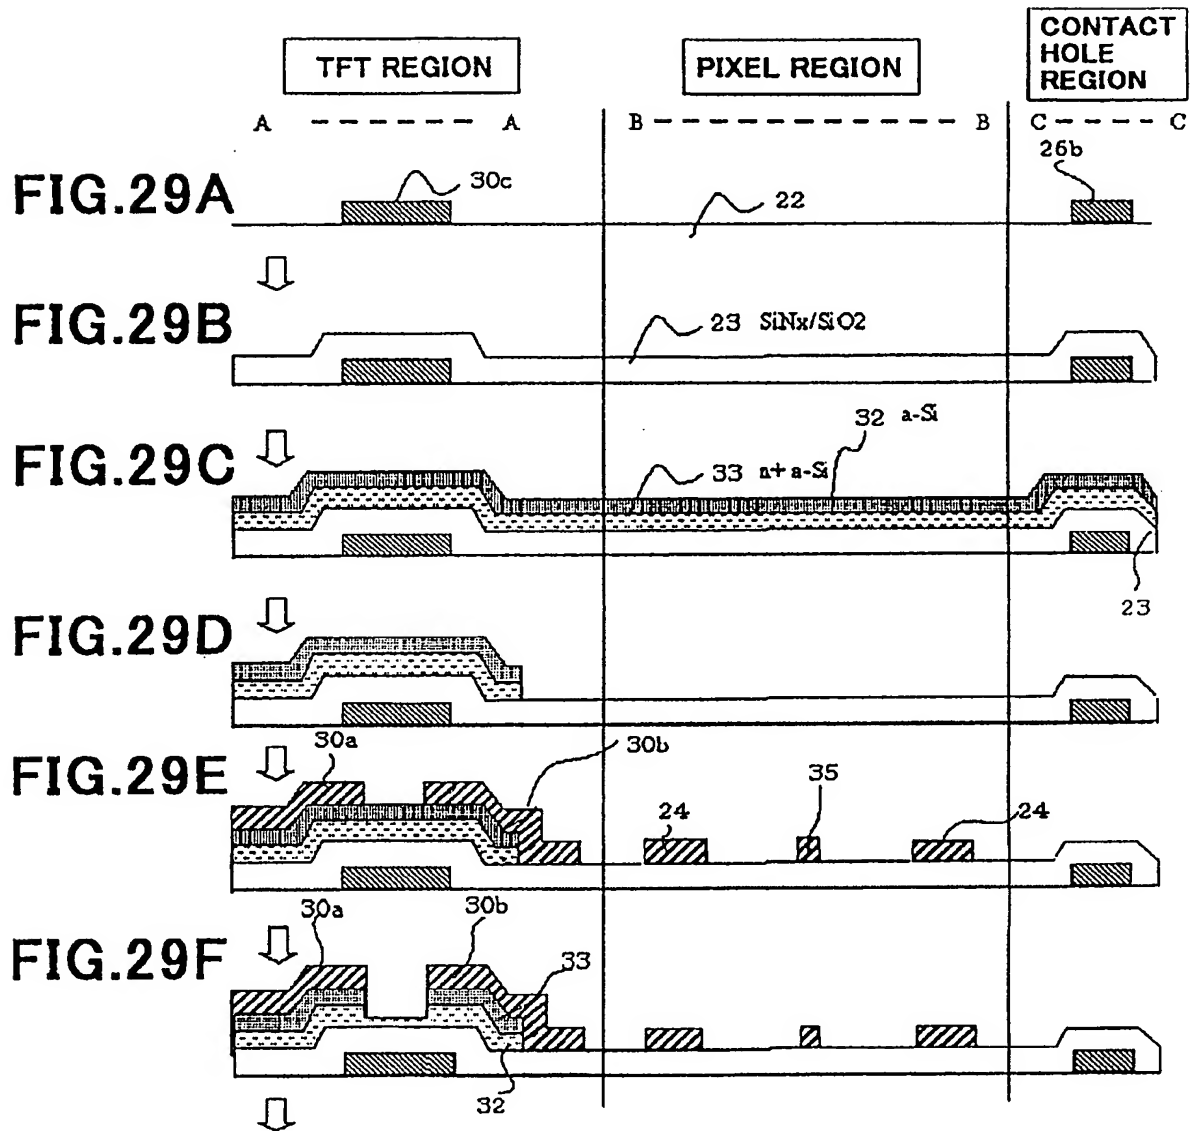 TFT REGION
PIXEL REGION
CONTACT
HOLE
REGION
A A B B C C
FIG.29A
30c
22
26b
FIG.29B
23 SiNx/SiO2
FIG.29C
32 a-Si
33 n+ a-Si
23
FIG.29D
FIG.29E
30a
30b
24
35
24
FIG.29F
30a
30b
33
32